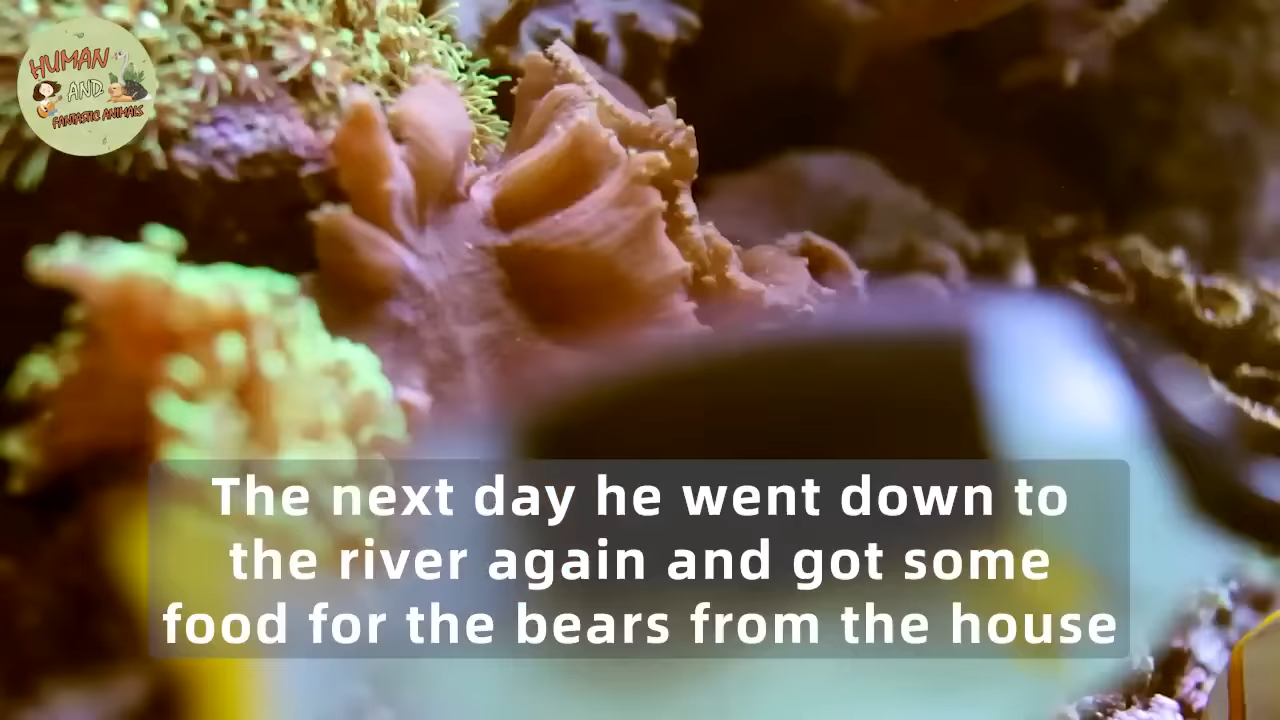 HUMAN
AND
FANTASTIC ANIMALS
The next day he went down to
the river again and got some
food for the bears from the house